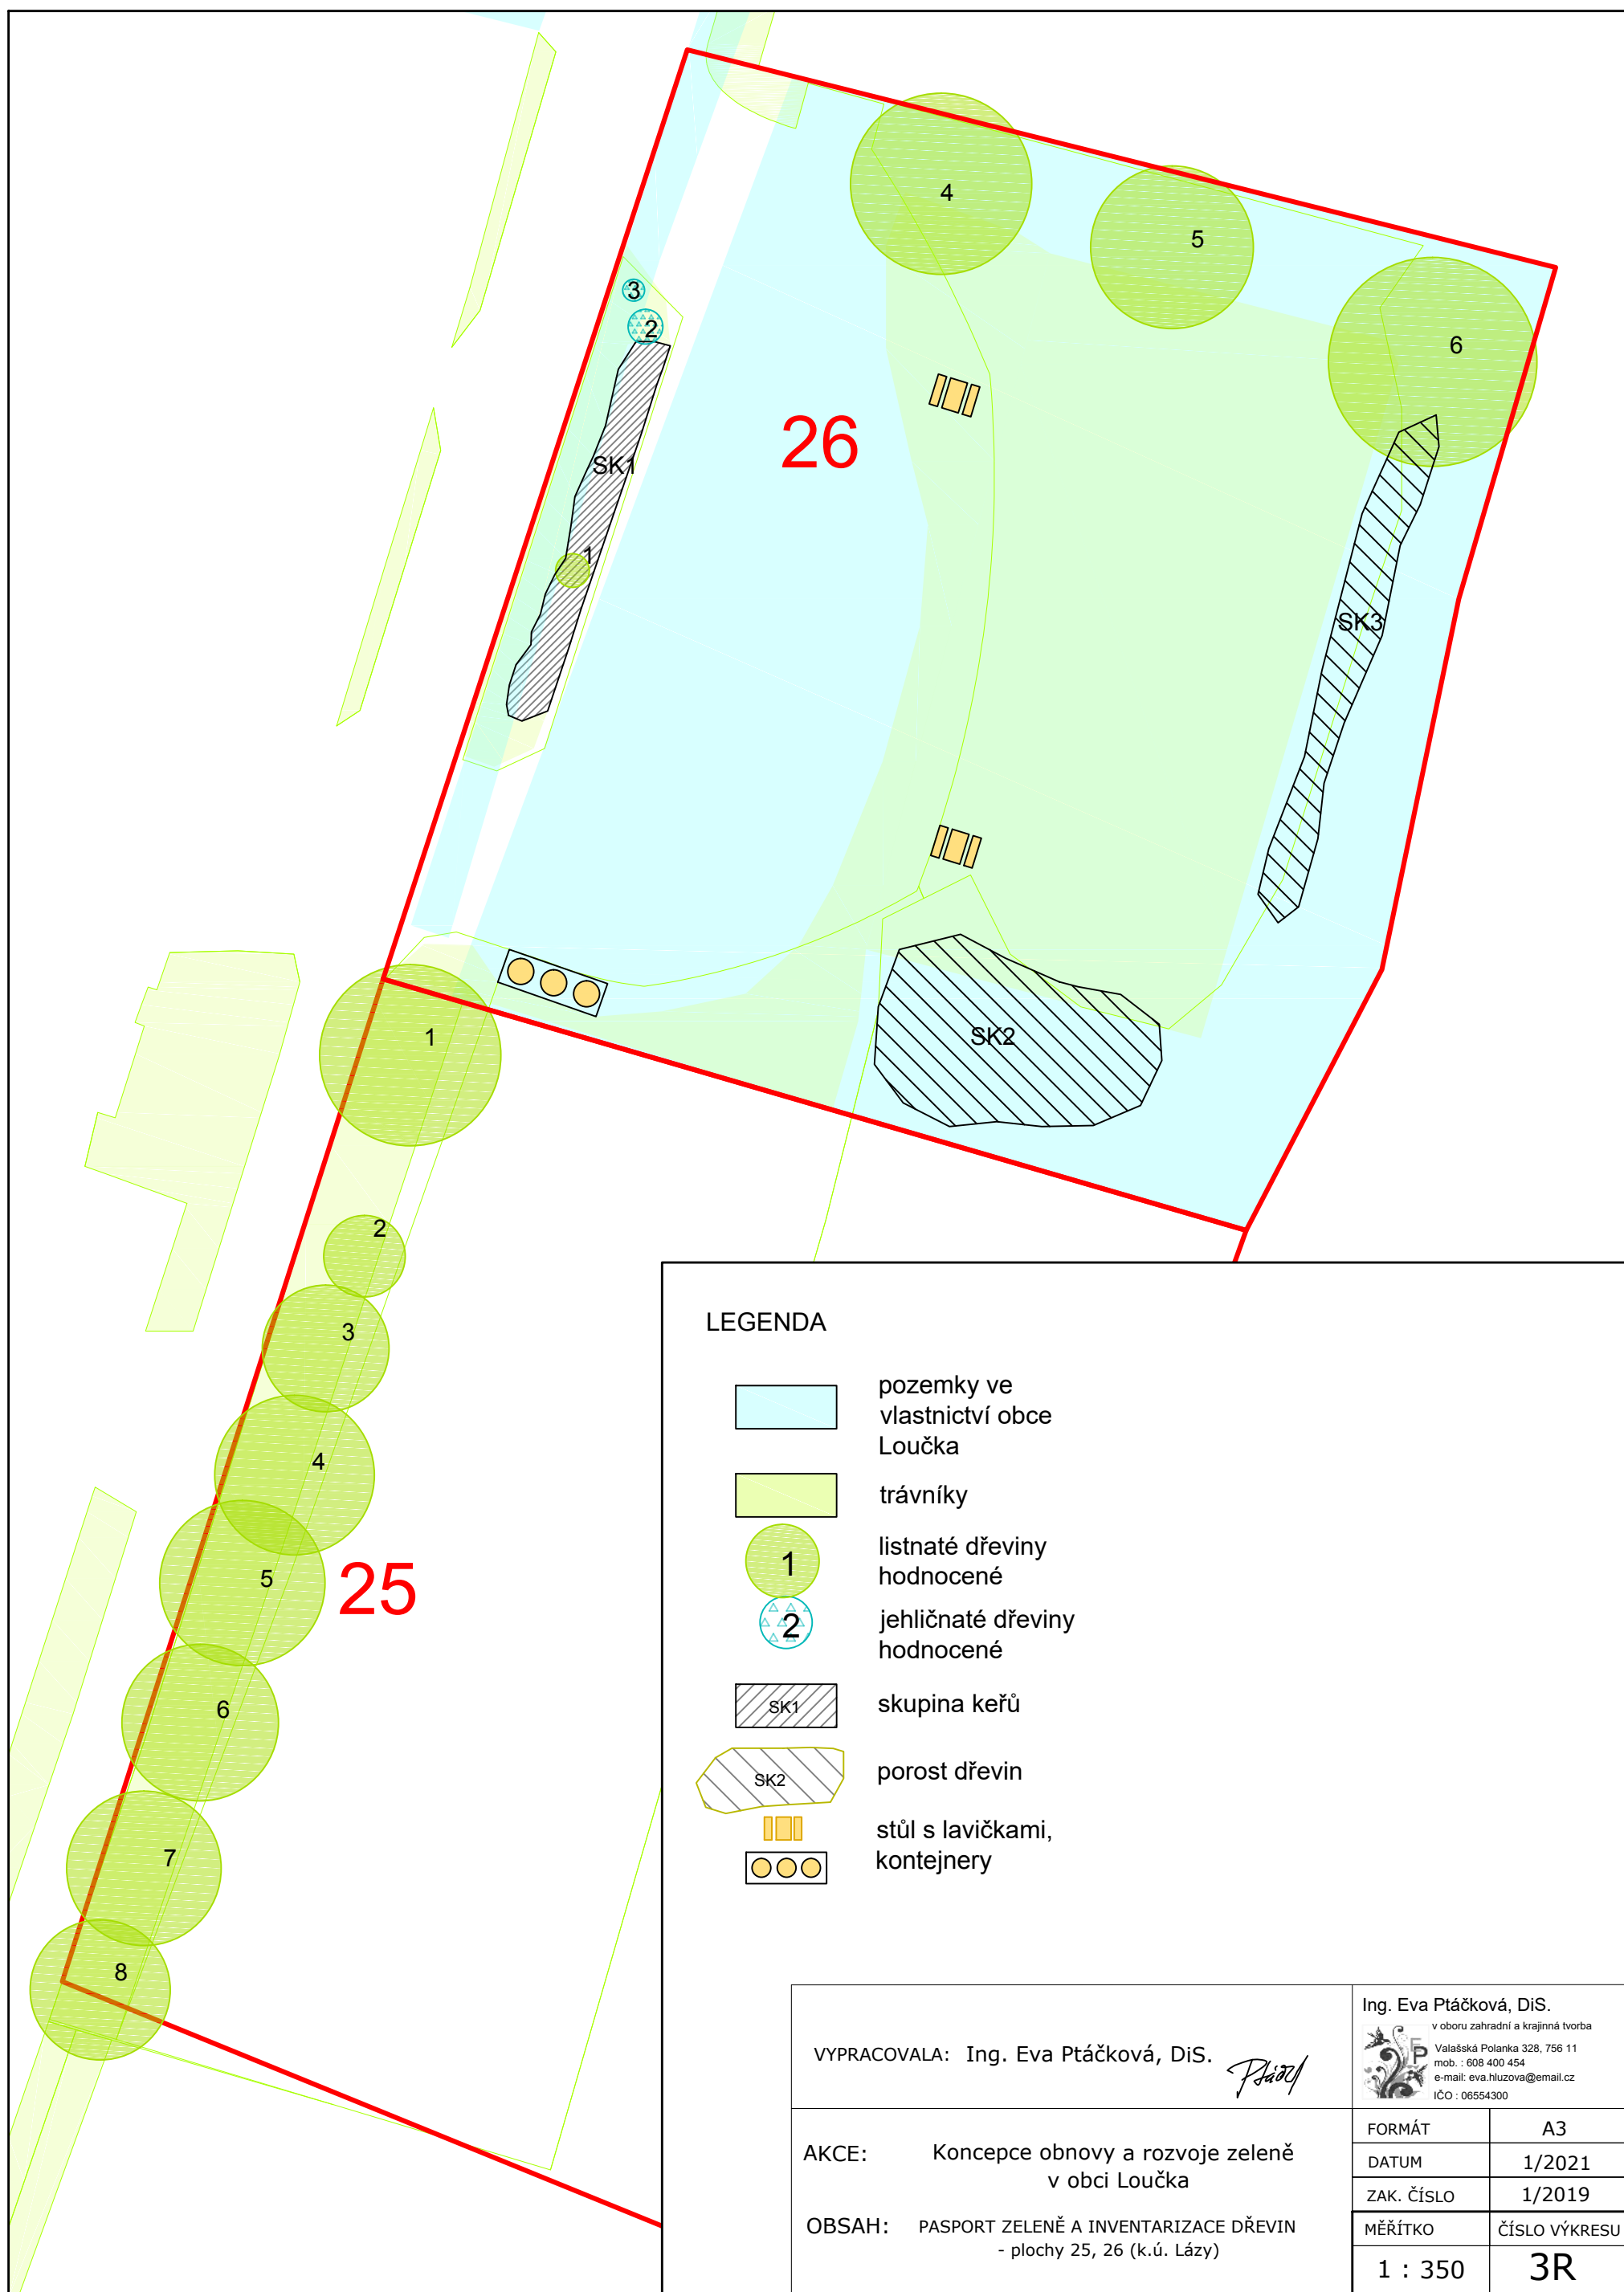 4
5
6
3
2
26
SK1
1
SK3
SK2
1
2
3
4
5
25
6
7
8
LEGENDA
pozemky ve
vlastnictví obce
Loučka
trávníky
1
listnaté dřeviny
hodnocené
2
jehličnaté dřeviny
hodnocené
SK1
skupina keřů
SK2
porost dřevin
stůl s lavičkami,
kontejnery
VYPRACOVALA: Ing. Eva Ptáčková, DiS.
Ing. Eva Ptáčková, DiS.
v oboru zahradní a krajinná tvorba
Valašská Polanka 328, 756 11
mob. : 608 400 454
e-mail: eva.hluzova@email.cz
IČO : 06554300
AKCE: Koncepce obnovy a rozvoje zeleně
v obci Loučka
OBSAH: PASPORT ZELENĚ A INVENTARIZACE DŘEVIN
- plochy 25, 26 (k.ú. Lázy)
FORMÁT A3
DATUM 1/2021
ZAK. ČÍSLO 1/2019
MĚŘÍTKO ČÍSLO VÝKRESU
1 : 350 3R